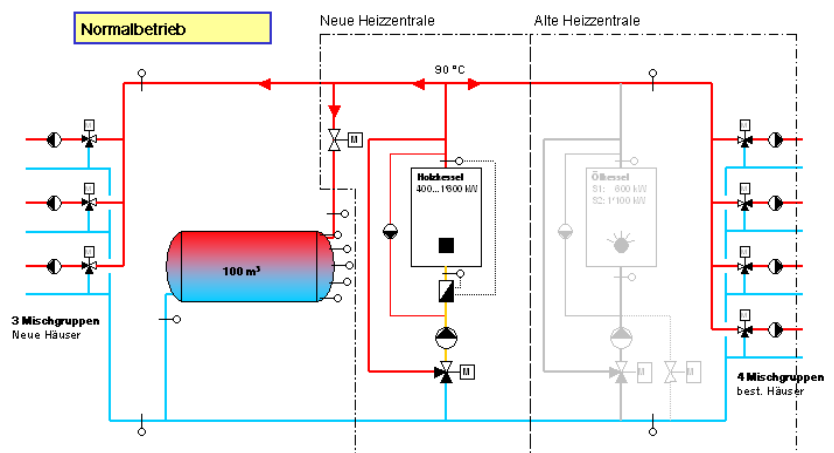 Normalbetrieb
Neue Heizzentrale
Alte Heizzentrale
90 °C
M
M
M
M
M
M
M
M
Holzkessel
400...1'600 kW
Ölkessel
S1: 600 kW
S2: 1'100 kW
100 m³
M
M
M
M
3 Mischgruppen
Neue Häuser
4 Mischgruppen
best. Häuser